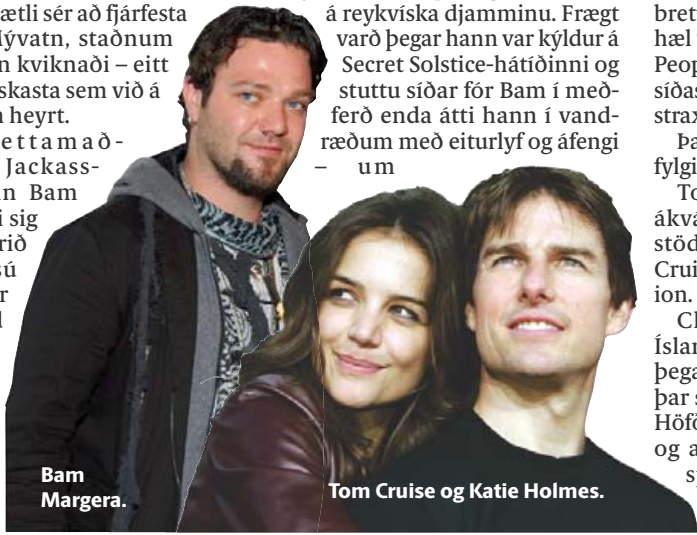 ætli sér að fjárfesta
Mývatn, staðnum
n kviknaði – eitt
skasta sem við á
heyrt.
ettamað-
Jackass-
n Bam
i sig
rið
sú
r
á reykvíska djamminu. Frægt
varð þegar hann var kýldur á
Secret Solstice-hátíðinni og
stuttu síðar fór Bam í með-
ferð enda átti hann í vand-
ræðum með eiturlyf og áfengi
– um
bret
hæl
Peop
síðas
strax
Þa
fylgi
To
ákva
stöð
Crui
ion.
Cl
Íslan
þega
þar s
Höfð
og a
sp
Bam
Margera.
Tom Cruise og Katie Holmes.